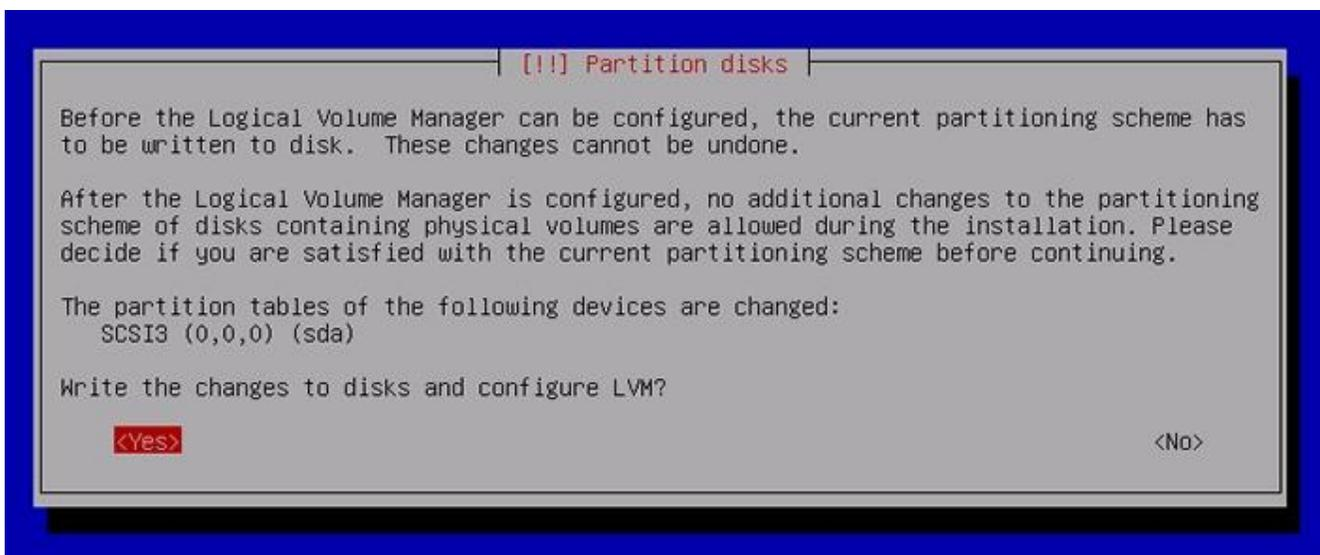 [!!] Partition disks
Before the Logical Volume Manager can be configured, the current partitioning scheme has
to be written to disk.  These changes cannot be undone.
After the Logical Volume Manager is configured, no additional changes to the partitioning
scheme of disks containing physical volumes are allowed during the installation. Please
decide if you are satisfied with the current partitioning scheme before continuing.
The partition tables of the following devices are changed:
SCSI3 (0,0,0) (sda)
Write the changes to disks and configure LVM?
<Yes> <No>